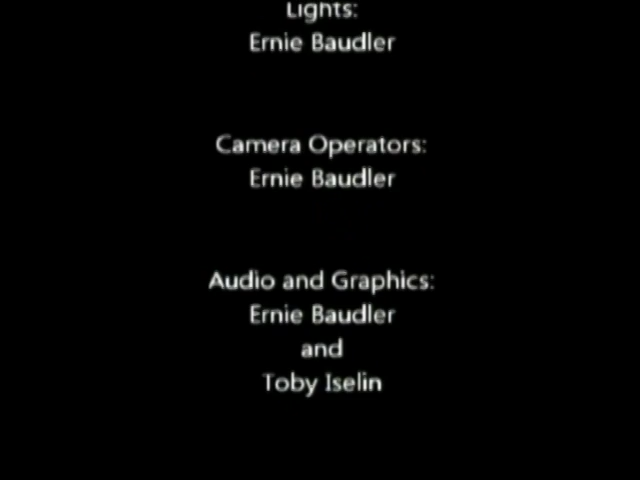 Lights:
Ernie Baudler
Camera Operators:
Ernie Baudler
Audio and Graphics:
Ernie Baudler
and
Toby Iselin